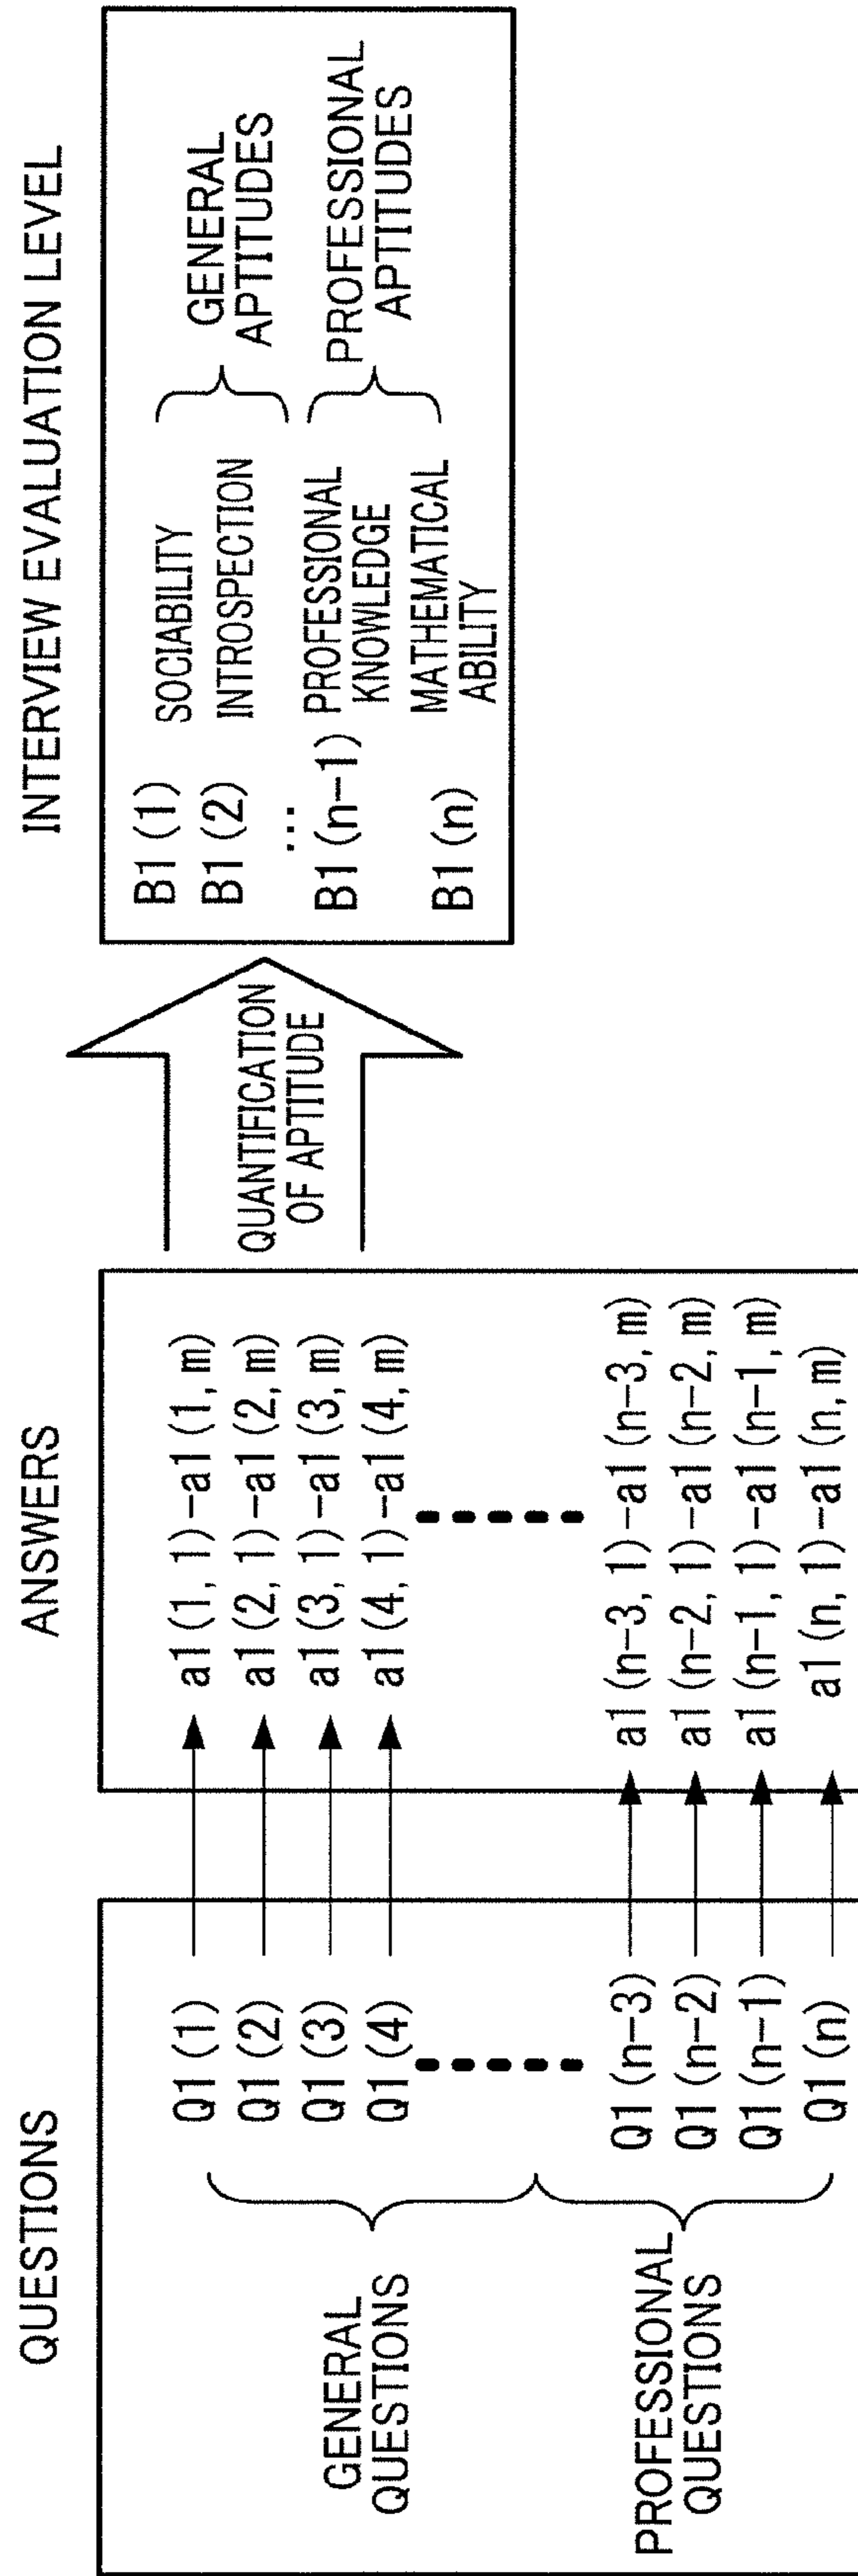 QUESTIONS
GENERAL
QUESTIONS
PROFESSIONAL
QUESTIONS
Q1 (1)
Q1 (2)
Q1 (3)
Q1 (4)
Q1 (n-3)
Q1 (n-2)
Q1 (n-1)
Q1 (n)
ANSWERS
a1 (1, 1) -a1 (1, m)
a1 (2, 1) -a1 (2, m)
a1 (3, 1) -a1 (3, m)
a1 (4, 1) -a1 (4, m)
a1 (n-3, 1) -a1 (n-3, m)
a1 (n-2, 1) -a1 (n-2, m)
a1 (n-1, 1) -a1 (n-1, m)
a1 (n, 1) -a1 (n, m)
QUANTIFICATION
OF APTITUDE
INTERVIEW EVALUATION LEVEL
B1 (1) SOCIABILITY
B1 (2) INTROSPECTION
...
B1 (n-1) PROFESSIONAL
KNOWLEDGE
B1 (n) MATHEMATICAL
ABILITY
GENERAL
APTITUDES
PROFESSIONAL
APTITUDES